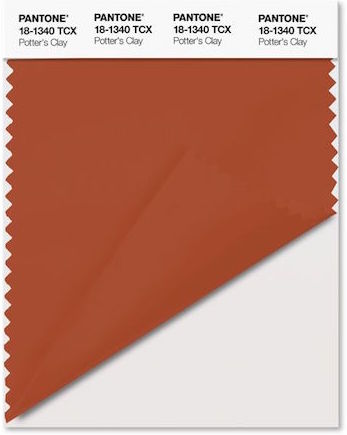 PANTONE® PANTONE® PANTONE® PANTONE®
18-1340 TCX 18-1340 TCX 18-1340 TCX 18-1340 TCX
Potter's Clay Potter's Clay Potter's Clay Potter's Clay